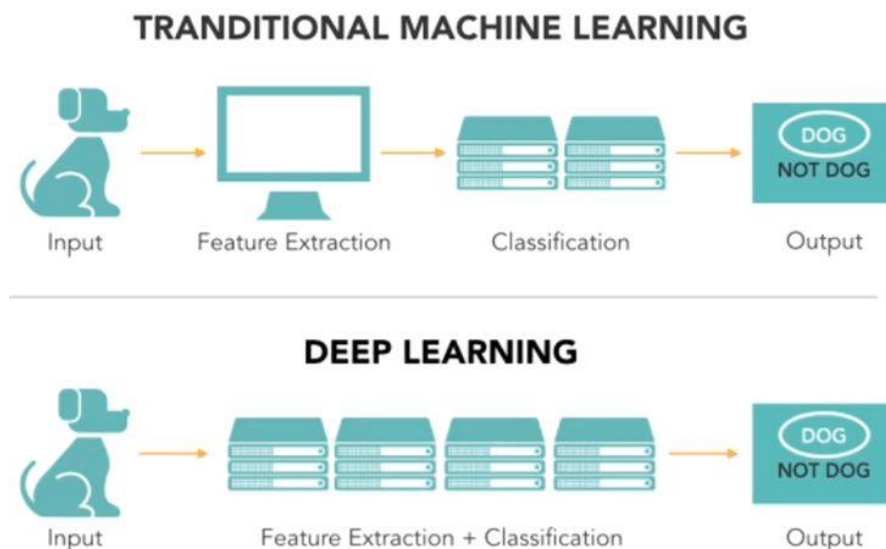 TRANDITIONAL MACHINE LEARNING
DOG
NOT DOG
Input
Feature Extraction
Classification
Output
DEEP LEARNING
DOG
NOT DOG
Input
Feature Extraction + Classification
Output